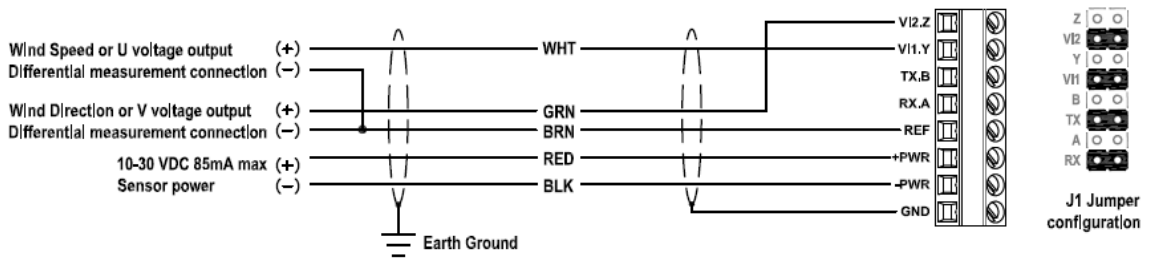 Wind Speed or U voltage output (+)
Differential measurement connection (−)
Wind Direction or V voltage output (+)
Differential measurement connection (−)
10-30 VDC 85mA max (+)
Sensor power (−)
WHT
GRN
BRN
RED
BLK
Earth Ground
VI2.Z
VI1.Y
TX.B
RX.A
REF
+PWR
-PWR
GND
Z
VI2
Y
VI1
B
TX
A
RX
J1 Jumper
configuration